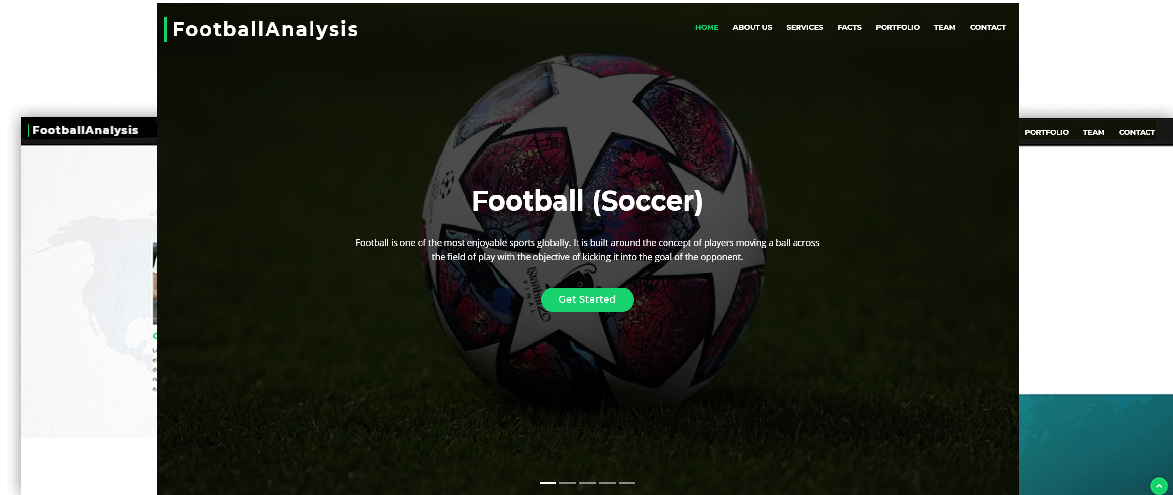 FootballAnalysis
HOME ABOUT US SERVICES FACTS PORTFOLIO TEAM CONTACT
FootballAnalysis
PORTFOLIO TEAM CONTACT
Football (Soccer)
Football is one of the most enjoyable sports globally. It is built around the concept of players moving a ball across
the field of play with the objective of kicking it into the goal of the opponent.
Get Started